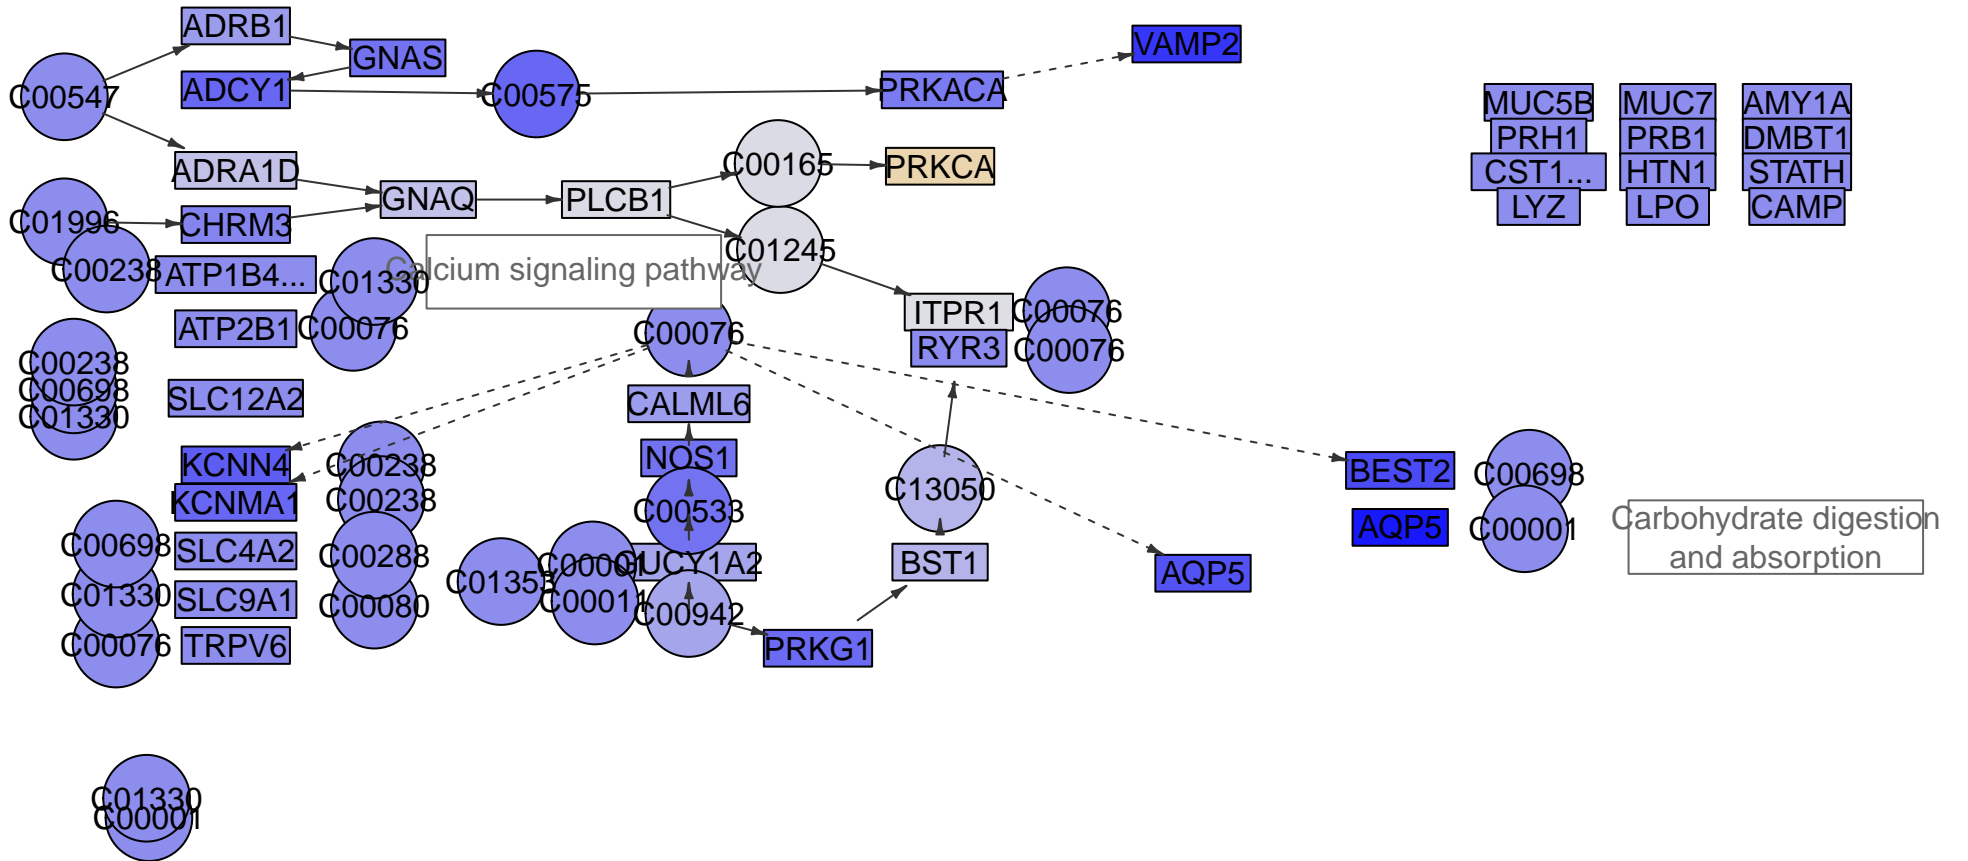 ADRB1
GNAS
VAMP2
C00547
ADCY1
C00575
PRKACA
MUC5B
MUC7
AMY1A
PRH1
PRB1
DMBT1
ADRA1D
C00165
PRKCA
CST1...
HTN1
STATH
GNAQ
PLCB1
LYZ
LPO
CAMP
C01996
CHRM3
C01245
C00238
ATP1B4...
C01330
Calcium signaling pathway
ATP2B1
C00076
C00076
ITPR1
C00076
RYR3
C00076
C00238
C00698
C01330
SLC12A2
CALML6
KCNN4
C00238
NOS1
BEST2
C00698
KCNMA1
C00238
C00533
C13050
AQP5
C00001
Carbohydrate digestion
and absorption
C00698
SLC4A2
C00288
C00001
GUCY1A2
BST1
AQP5
C01353
C01330
SLC9A1
C00080
C00011
C00942
C00076
TRPV6
PRKG1
C01330
C00001